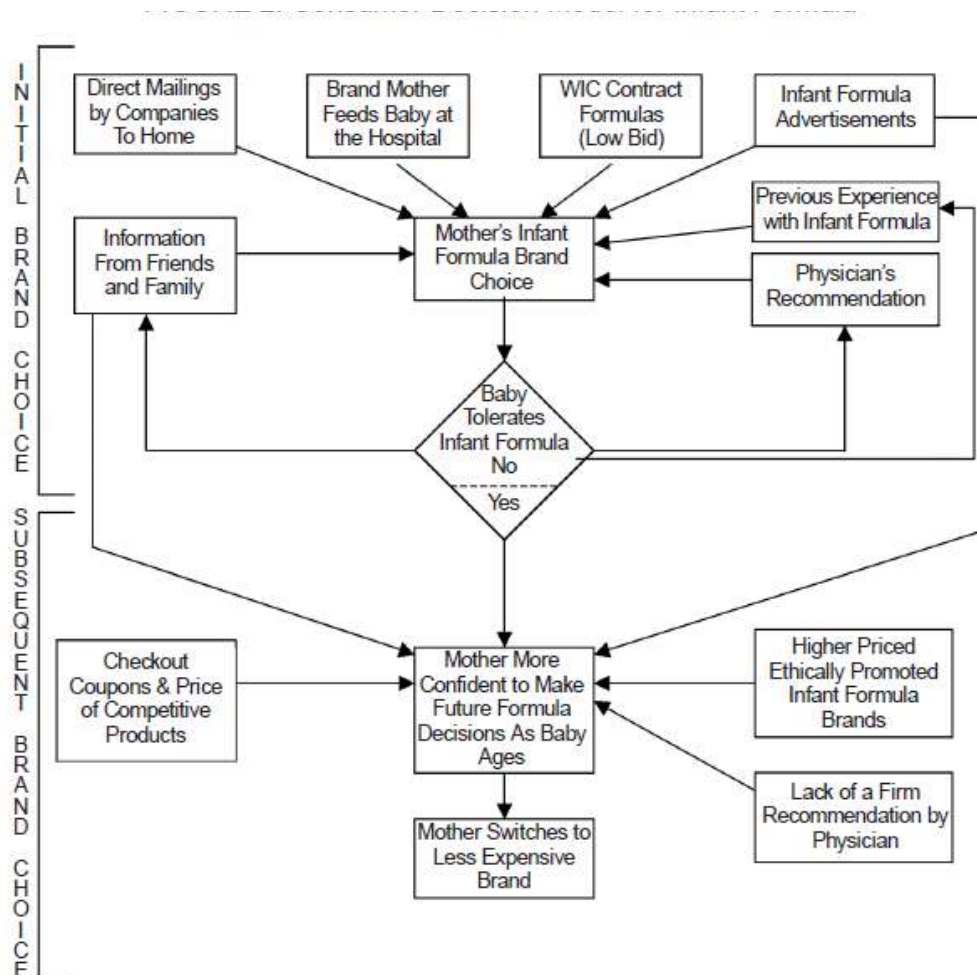 INITIAL BRAND CHOICE
Direct Mailings
by Companies
To Home
Brand Mother
Feeds Baby at
the Hospital
WIC Contract
Formulas
(Low Bid)
Infant Formula
Advertisements
Information
From Friends
and Family
Mother's Infant
Formula Brand
Choice
Previous Experience
with Infant Formula
Physician's
Recommendation
Baby
Tolerates
Infant Formula
No
Yes
SUBSEQUENT BRAND CHOICE
Checkout
Coupons & Price
of Competitive
Products
Mother More
Confident to Make
Future Formula
Decisions As Baby
Ages
Higher Priced
Ethically Promoted
Infant Formula
Brands
Lack of a Firm
Recommendation by
Physician
Mother Switches to
Less Expensive
Brand